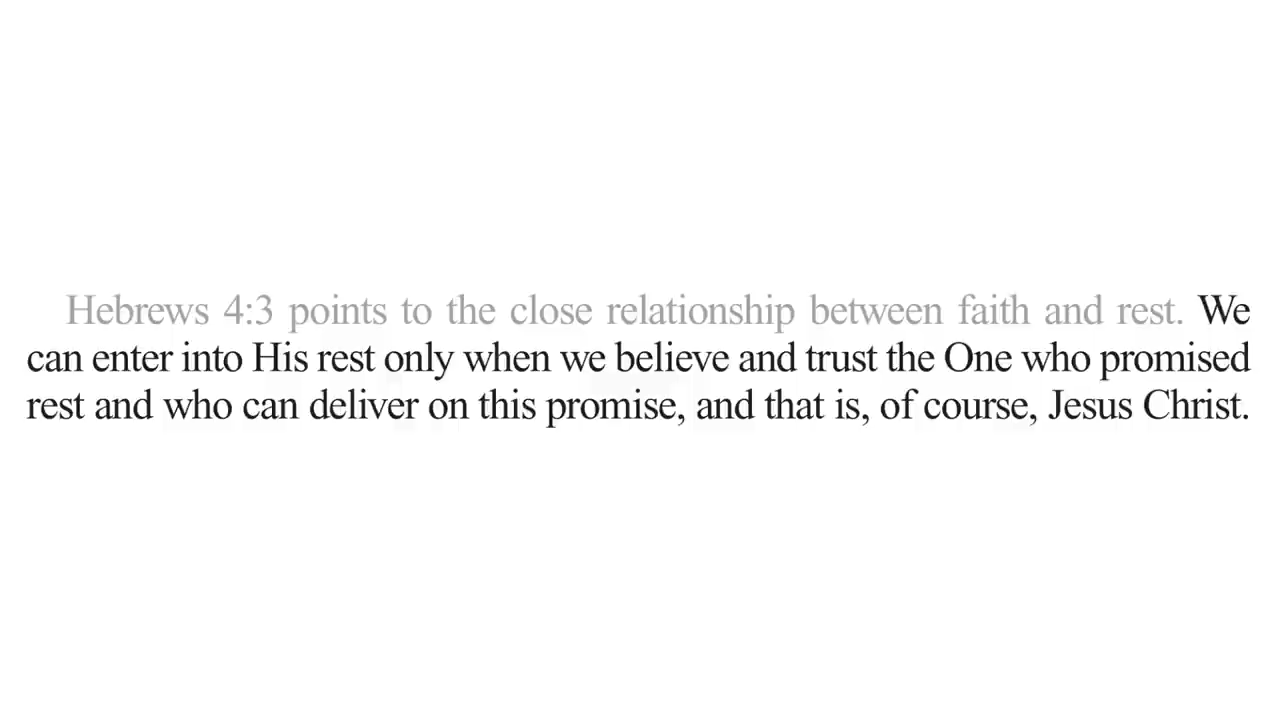 Hebrews 4:3 points to the close relationship between faith and rest. We
can enter into His rest only when we believe and trust the One who promised
rest and who can deliver on this promise, and that is, of course, Jesus Christ.